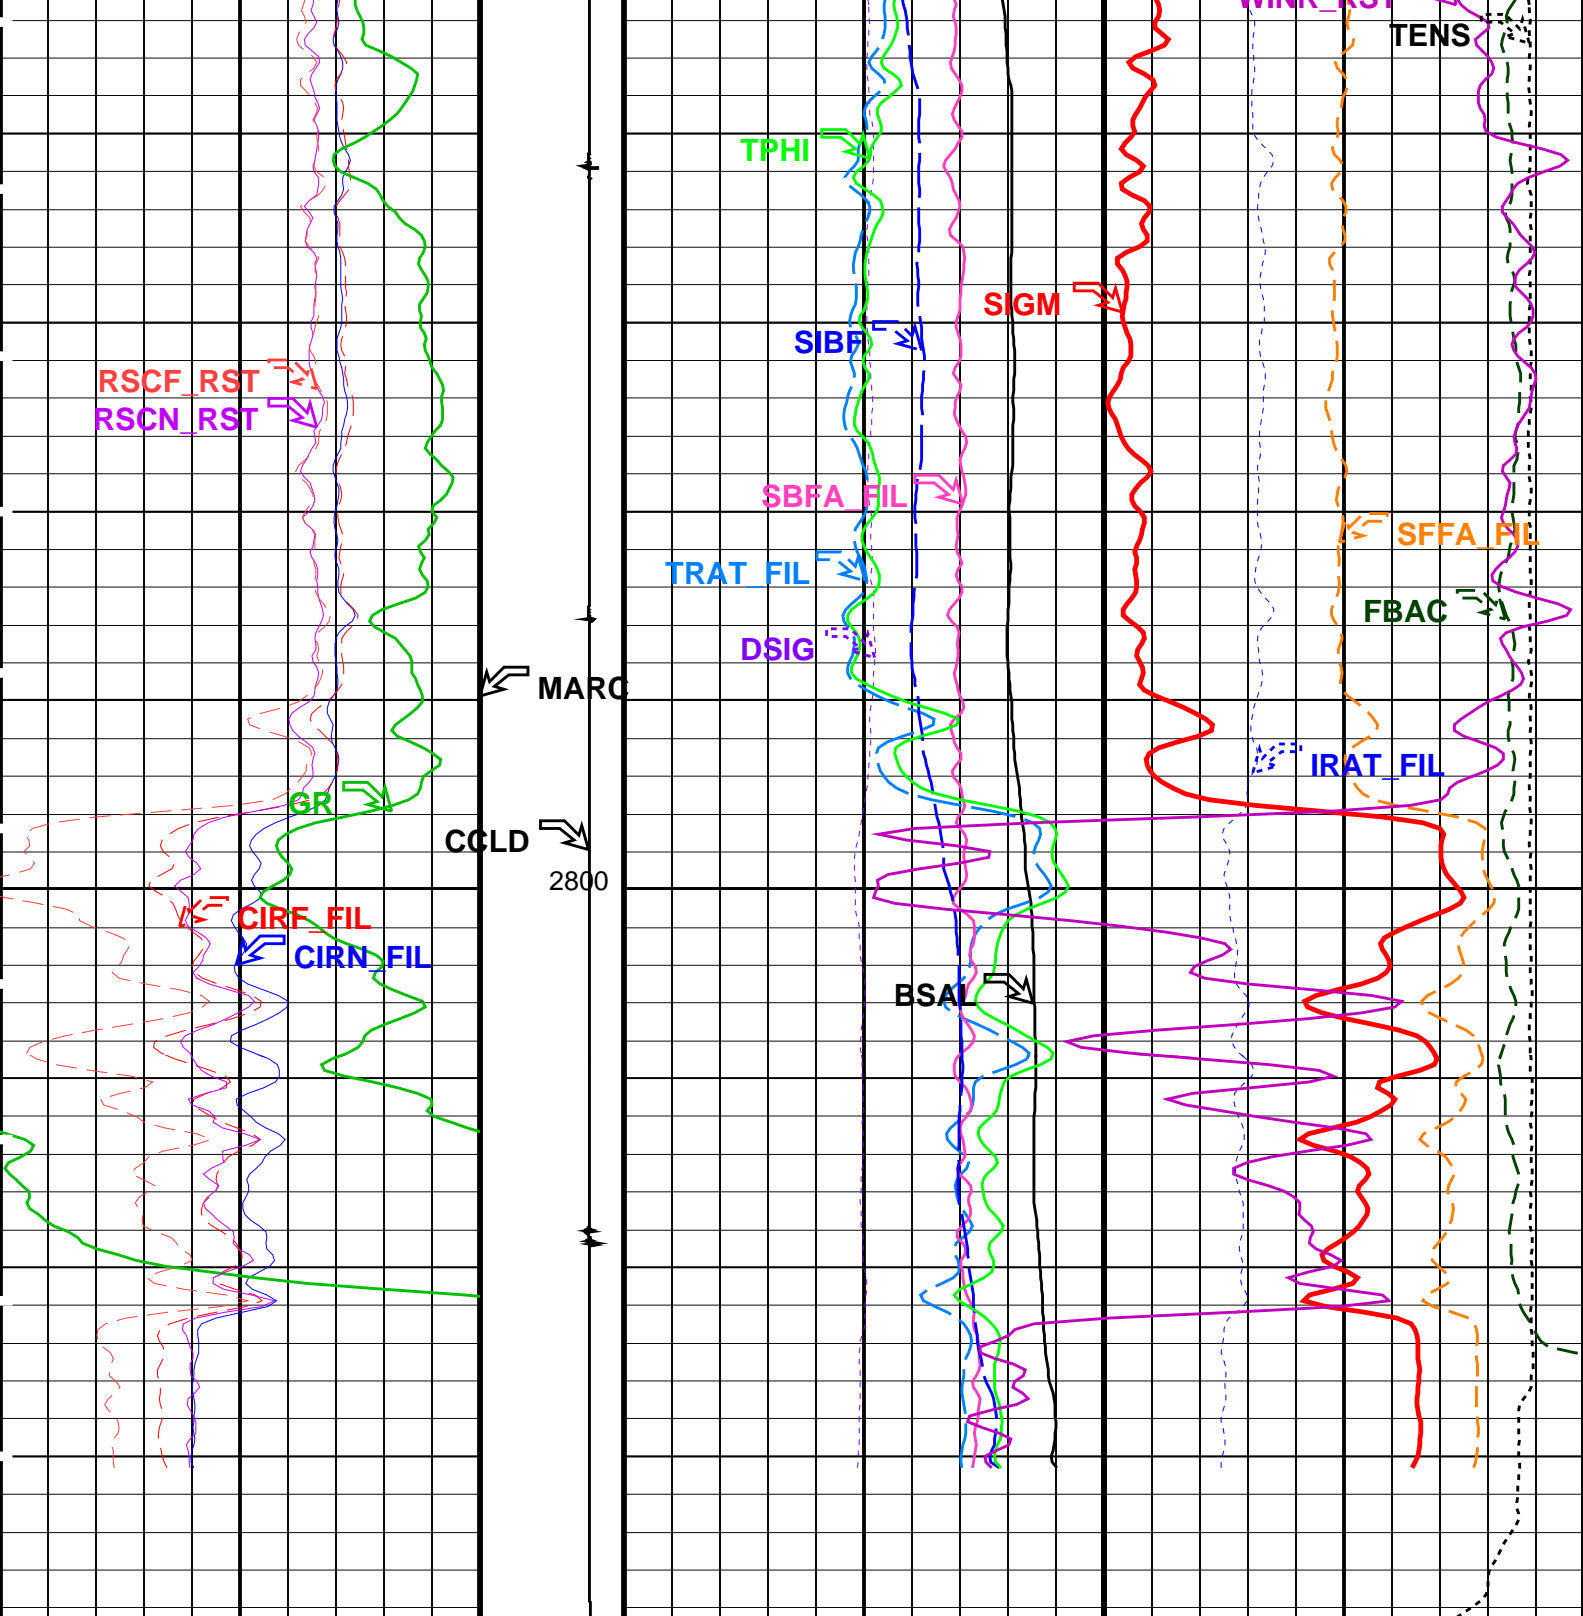 WINR_RST
TENS
TPHI
SIGM
SIBF
RSCF_RST
RSCN_RST
SBFA_FIL
SFFA_FIL
TRAT_FIL
FBAC
DSIG
MARC
IRAT_FIL
GR
CCLD
2800
CIRF_FIL
CIRN_FIL
BSAL